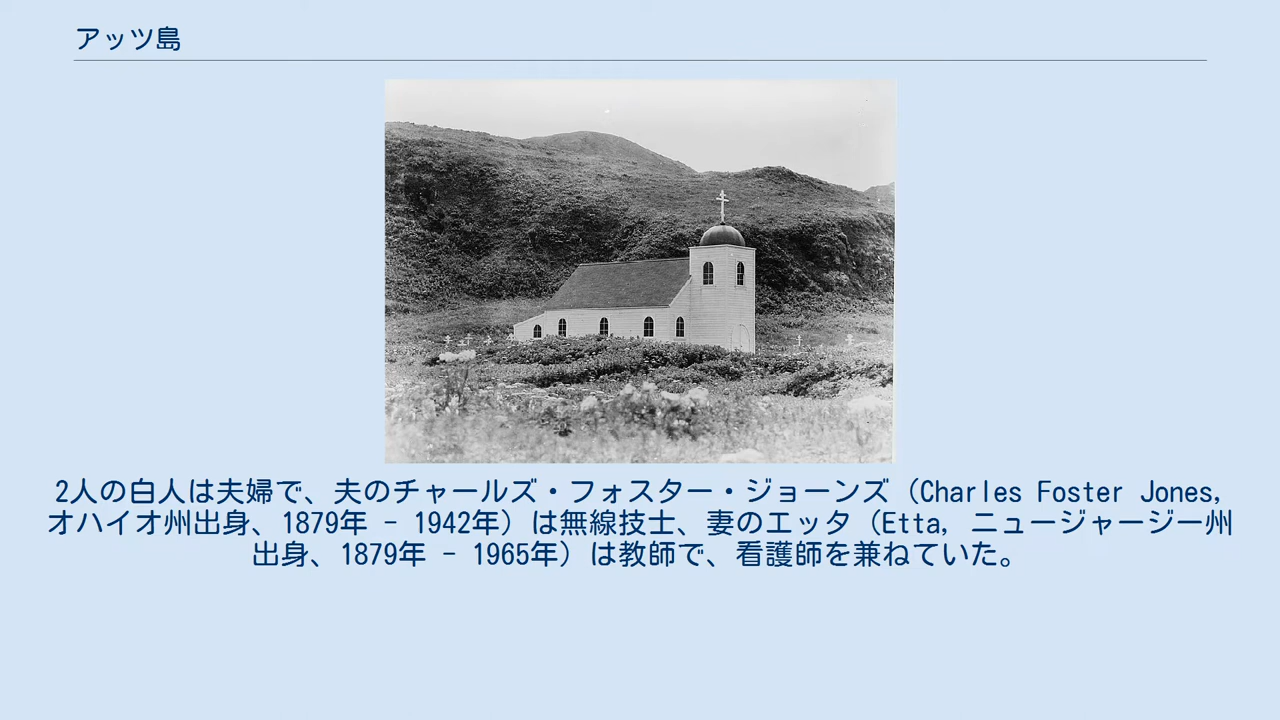 アッツ島
2人の白人は夫婦で、夫のチャールズ・フォスター・ジョーンズ（Charles Foster Jones,
オハイオ州出身、1879年 - 1942年）は無線技士、妻のエッタ（Etta, ニュージャージー州
出身、1879年 - 1965年）は教師で、看護師を兼ねていた。